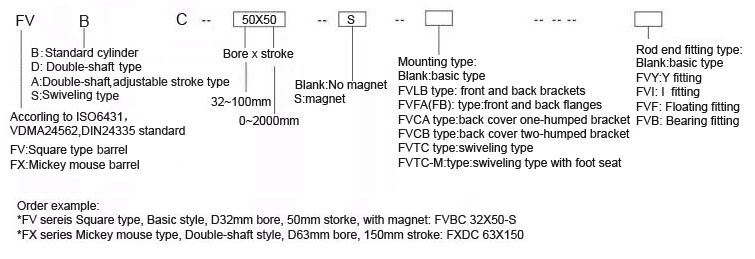 FV B C -- 50X50 -- S -- -- --
B: Standard cylinder
D: Double-shaft type
A:Double-shaft,adjustable stroke type
S:Swiveling type
Accorling to ISO6431,
VDMA24562,DIN24335 standard
FV:Square type barrel
FX:Mickey mouse barrel
Bore x stroke
32~100mm
0~2000mm
Blank:No magnet
S:magnet
Mounting type:
Blank:basic type
FVLB type: front and back brackets
FVFA(FB): type:front and back flanges
FVCA type:back cover one-humped bracket
FVCB type:back cover two-humped bracket
FVTC type:swiveling type
FVTC-M:type:swiveling type with foot seat
Rod end fitting type:
Blank:basic type
FVY:Y fitting
FVI: I fitting
FVF: Floating fitting
FVB: Bearing fitting
Order example:
*FV sereis Square type, Basic style, D32mm bore, 50mm storke, with magnet: FVBC 32X50-S
*FX series Mickey mouse type, Double-shaft style, D63mm bore, 150mm stroke: FXDC 63X150